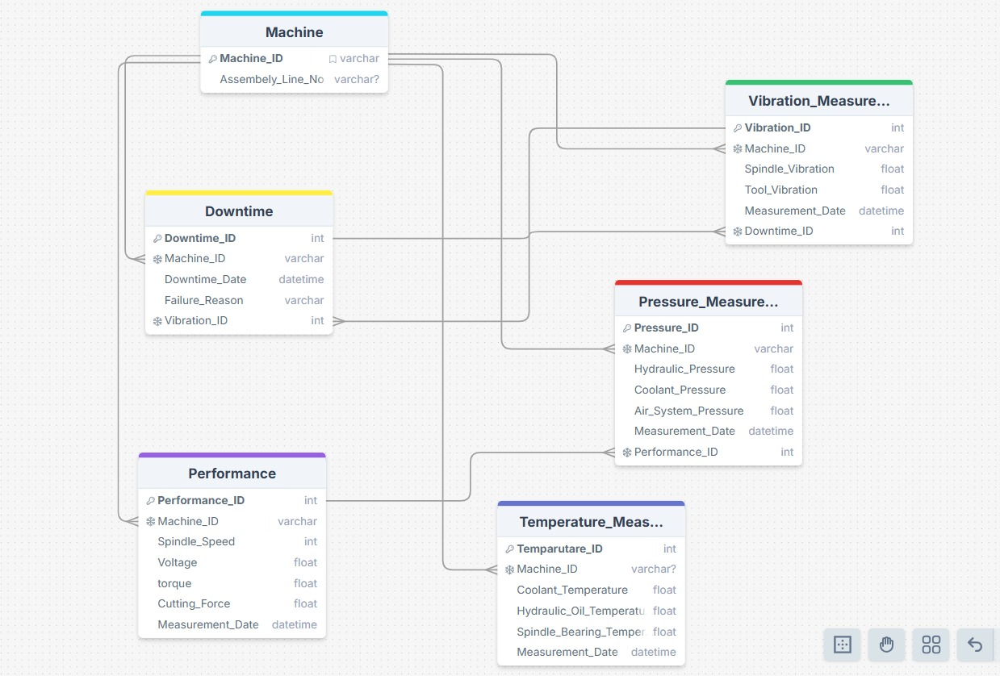 Machine
Machine_ID varchar
Assembely_Line_No varchar?
Vibration_Measure...
Vibration_ID int
Machine_ID varchar
Spindle_Vibration float
Tool_Vibration float
Measurement_Date datetime
Downtime_ID int
Downtime
Downtime_ID int
Machine_ID varchar
Downtime_Date datetime
Failure_Reason varchar
Vibration_ID int
Pressure_Measure...
Pressure_ID int
Machine_ID varchar
Hydraulic_Pressure float
Coolant_Pressure float
Air_System_Pressure float
Measurement_Date datetime
Performance_ID int
Performance
Performance_ID int
Machine_ID varchar
Spindle_Speed int
Voltage float
torque float
Cutting_Force float
Measurement_Date datetime
Temperature_Meas...
Temparutare_ID int
Machine_ID varchar?
Coolant_Temperature float
Hydraulic_Oil_Temperatu float
Spindle_Bearing_Temper float
Measurement_Date datetime